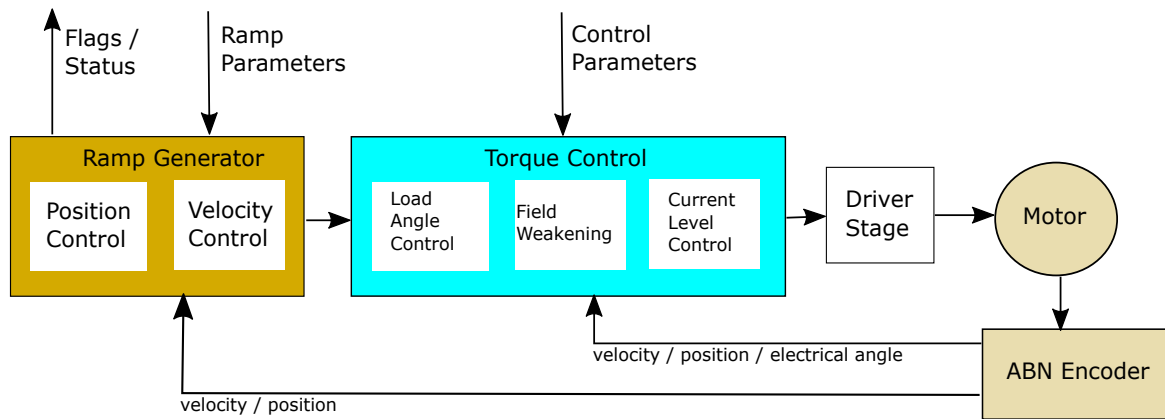 Flags /
Status
Ramp
Parameters
Control
Parameters
Ramp Generator
Position
Control
Velocity
Control
Torque Control
Load
Angle
Control
Field
Weakening
Current
Level
Control
Driver
Stage
Motor
velocity / position / electrical angle
ABN Encoder
velocity / position